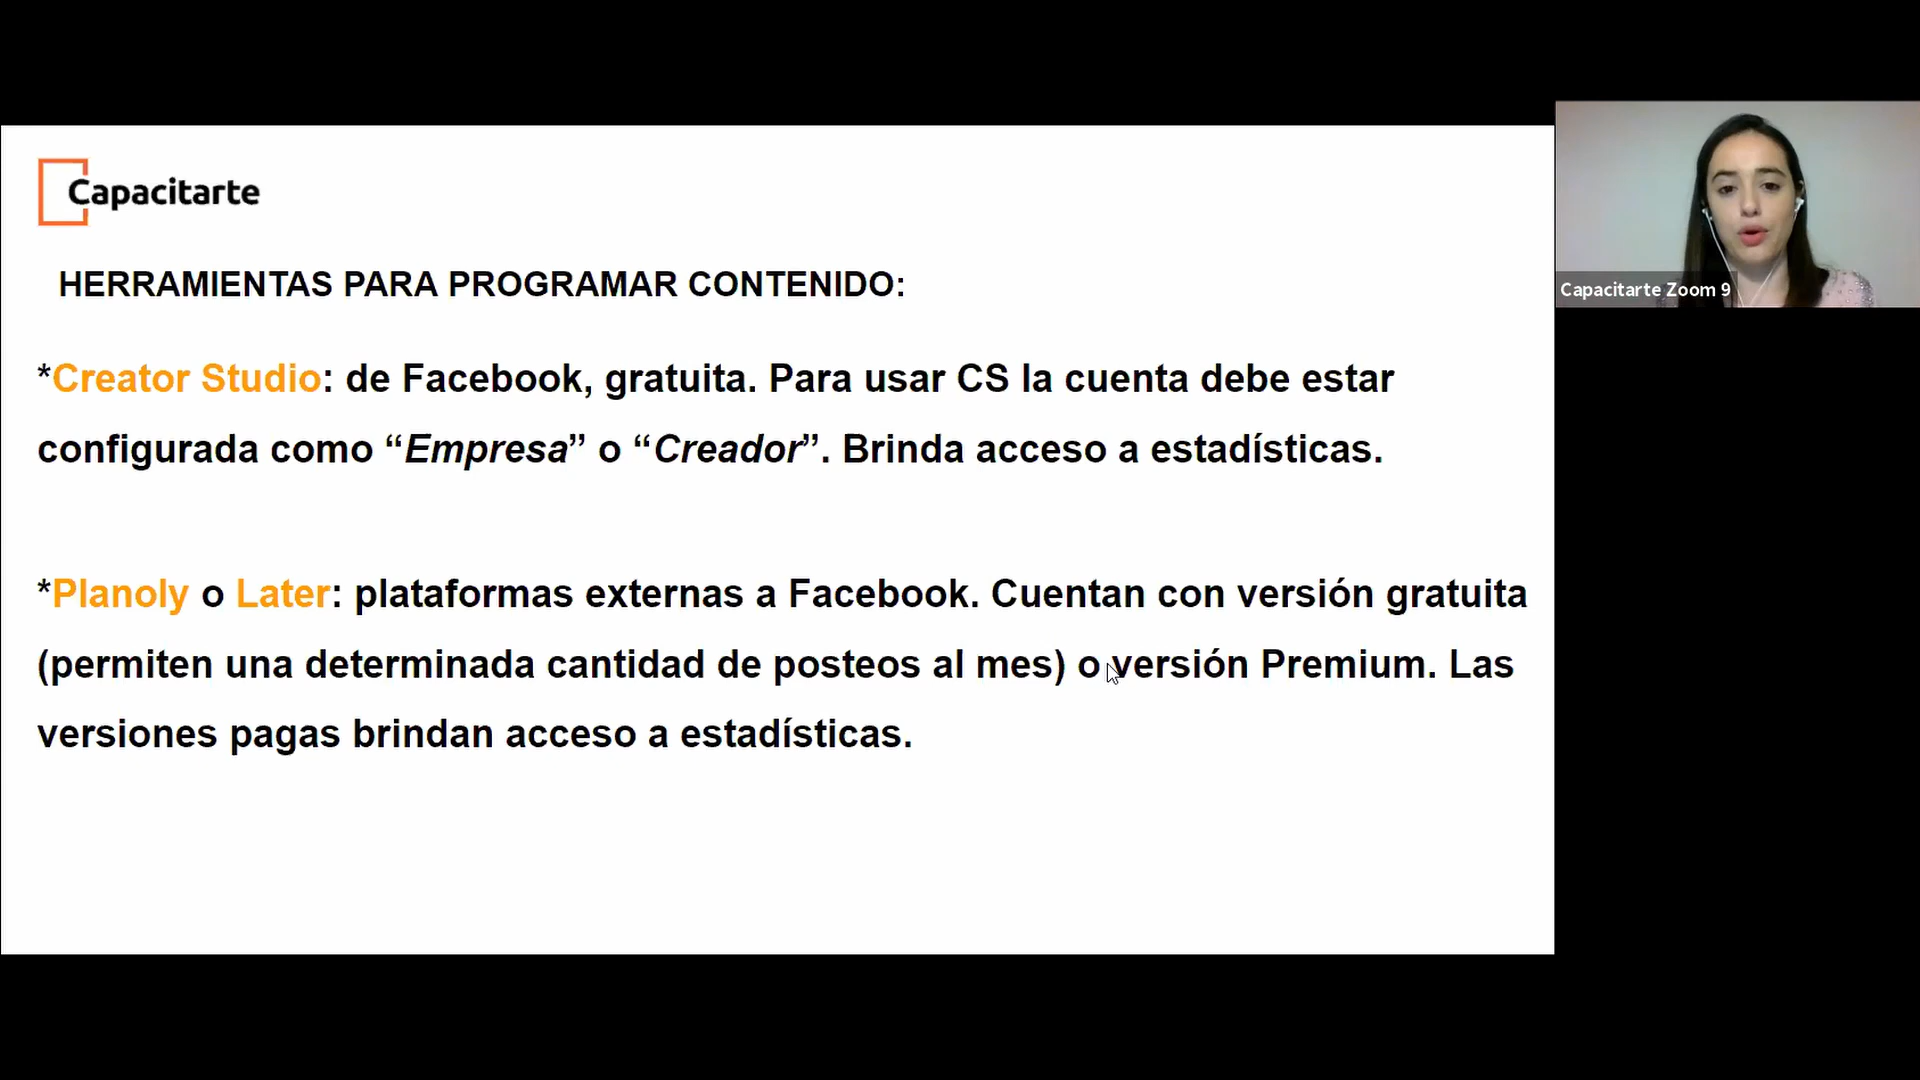 Capacitarte
HERRAMIENTAS PARA PROGRAMAR CONTENIDO:
*Creator Studio: de Facebook, gratuita. Para usar CS la cuenta debe estar
configurada como “Empresa” o “Creador”. Brinda acceso a estadísticas.
*Planoly o Later: plataformas externas a Facebook. Cuentan con versión gratuita
(permiten una determinada cantidad de posteos al mes) o versión Premium. Las
versiones pagas brindan acceso a estadísticas.
Capacitarte Zoom 9